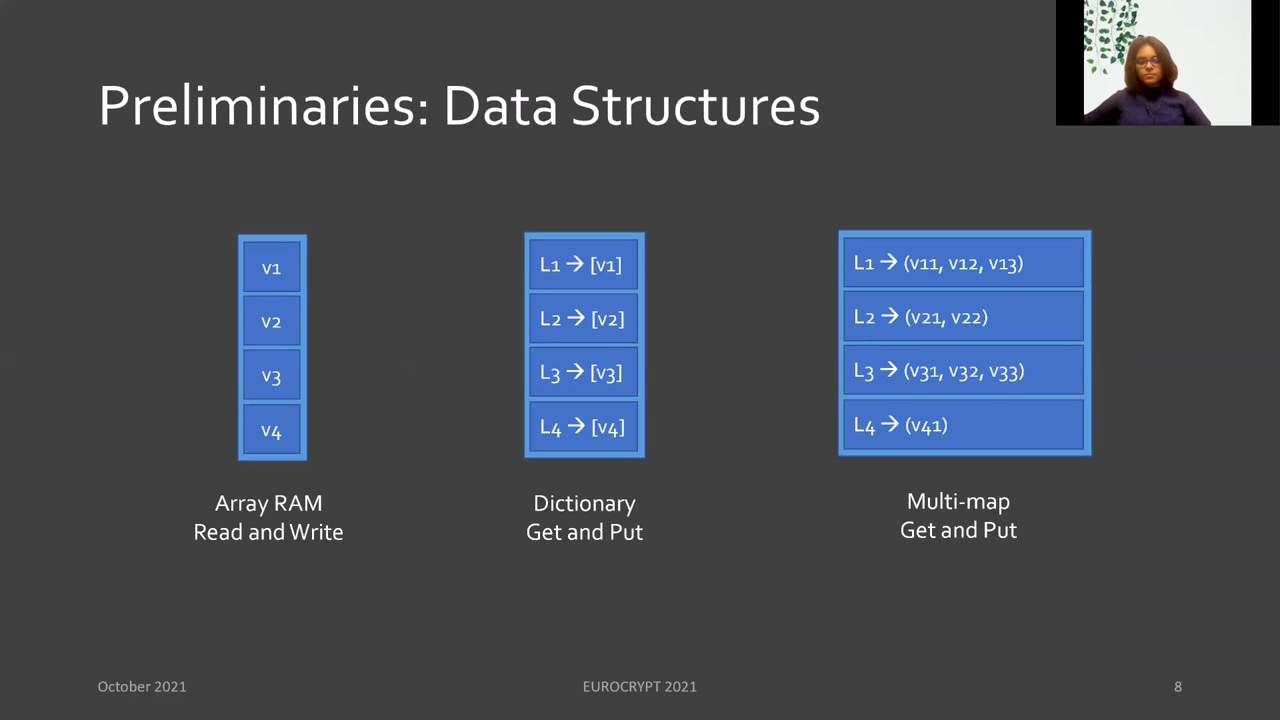 Preliminaries: Data Structures
v1
v2
v3
v4
Array RAM
Read and Write
L1 → [v1]
L2 → [v2]
L3 → [v3]
L4 → [v4]
Dictionary
Get and Put
L1 → (v11, v12, v13)
L2 → (v21, v22)
L3 → (v31, v32, v33)
L4 → (v41)
Multi-map
Get and Put
October 2021
EUROCRYPT 2021
8